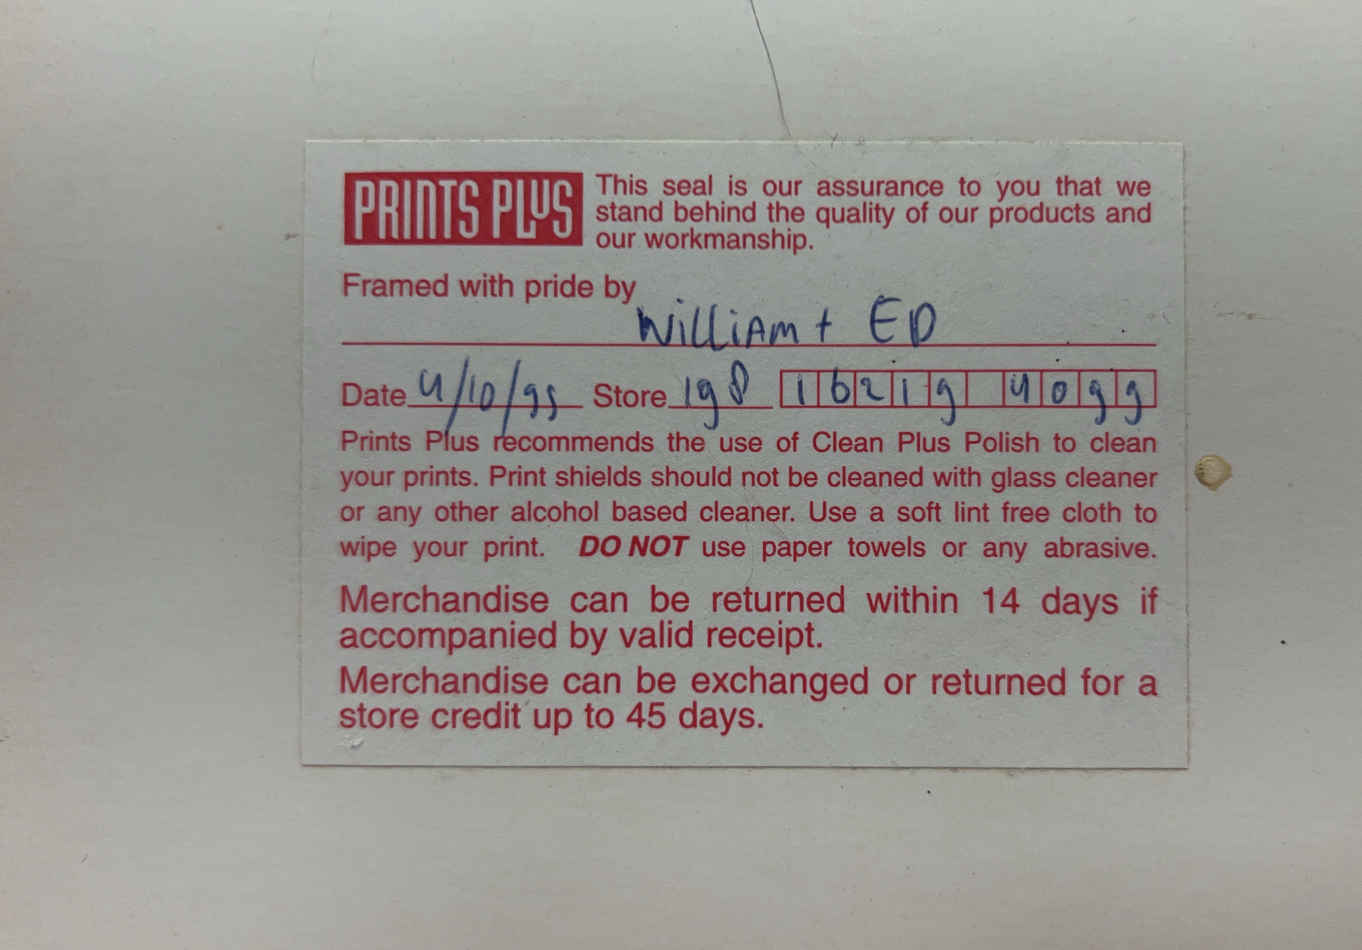 PRINTS PLUS
This seal is our assurance to you that we
stand behind the quality of our products and
our workmanship.
Framed with pride by
William + ED
Date 4/10/95 Store 198 16219 4099
Prints Plus recommends the use of Clean Plus Polish to clean
your prints. Print shields should not be cleaned with glass cleaner
or any other alcohol based cleaner. Use a soft lint free cloth to
wipe your print. DO NOT use paper towels or any abrasive.
Merchandise can be returned within 14 days if
accompanied by valid receipt.
Merchandise can be exchanged or returned for a
store credit up to 45 days.